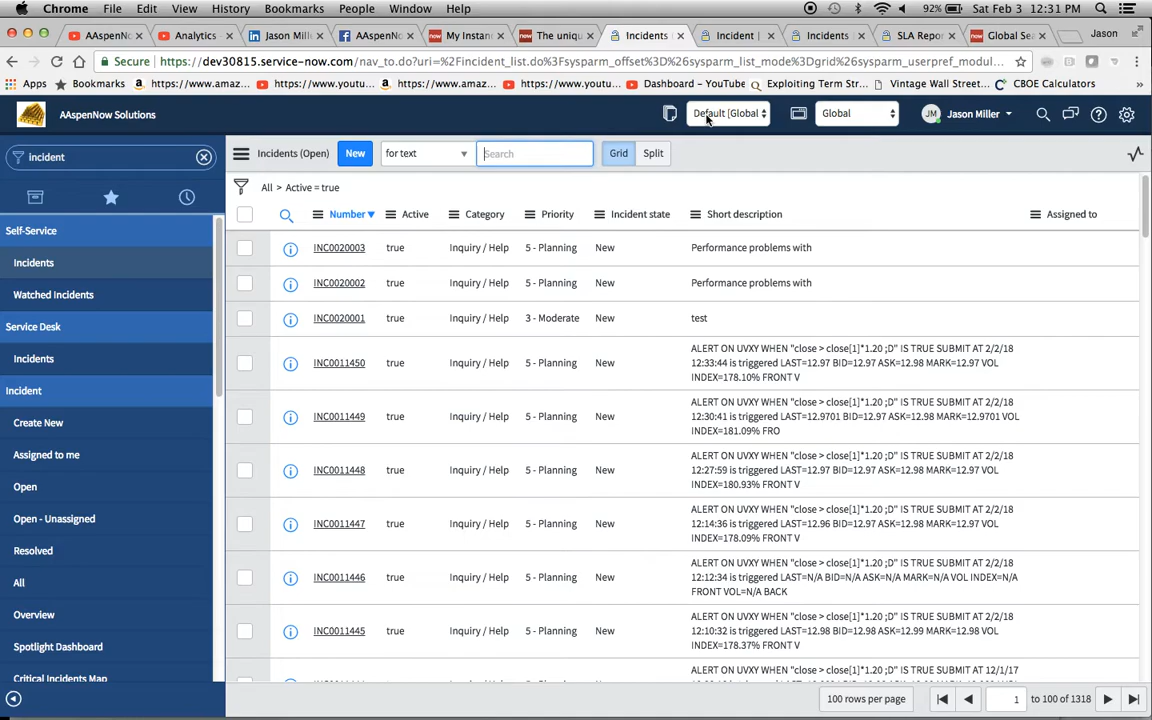 Chrome File Edit View History Bookmarks People Window Help 92% Sat Feb 3 12:31 PM
AAspenNo Analytics - Jason Mille AAspenNo My Instan The uniqu Incidents Incident | Incidents SLA Repor Global Sea Jason
Secure https://dev30815.service-now.com/nav_to.do?uri=%2Fincident_list.do%3Fsysparm_offset%3D%26sysparm_list_mode%3Dgrid%26sysparm_userpref_modul...
Apps Bookmarks https://www.amaz... https://www.youtu... https://www.amaz... https://www.youtu... Dashboard – YouTube Exploiting Term Str... Vintage Wall Street... CBOE Calculators
AAspenNow Solutions Default [Global Global JM Jason Miller
incident
Incidents (Open) New for text Search Grid Split
All > Active = true
Number Active Category Priority Incident state Short description Assigned to
Self-Service
Incidents
Watched Incidents
Service Desk
Incidents
Incident
Create New
Assigned to me
Open
Open - Unassigned
Resolved
All
Overview
Spotlight Dashboard
Critical Incidents Map
INC0020003 true Inquiry / Help 5 - Planning New Performance problems with
INC0020002 true Inquiry / Help 5 - Planning New Performance problems with
INC0020001 true Inquiry / Help 3 - Moderate New test
INC0011450 true Inquiry / Help 5 - Planning New ALERT ON UVXY WHEN "close > close[1]*1.20 ;D" IS TRUE SUBMIT AT 2/2/18
12:33:44 is triggered LAST=12.97 BID=12.97 ASK=12.98 MARK=12.97 VOL
INDEX=178.10% FRONT V
INC0011449 true Inquiry / Help 5 - Planning New ALERT ON UVXY WHEN "close > close[1]*1.20 ;D" IS TRUE SUBMIT AT 2/2/18
12:30:41 is triggered LAST=12.9701 BID=12.97 ASK=12.98 MARK=12.9701 VOL
INDEX=181.09% FRO
INC0011448 true Inquiry / Help 5 - Planning New ALERT ON UVXY WHEN "close > close[1]*1.20 ;D" IS TRUE SUBMIT AT 2/2/18
12:27:59 is triggered LAST=12.97 BID=12.97 ASK=12.98 MARK=12.97 VOL
INDEX=180.93% FRONT V
INC0011447 true Inquiry / Help 5 - Planning New ALERT ON UVXY WHEN "close > close[1]*1.20 ;D" IS TRUE SUBMIT AT 2/2/18
12:14:36 is triggered LAST=12.96 BID=12.97 ASK=12.98 MARK=12.97 VOL
INDEX=178.09% FRONT V
INC0011446 true Inquiry / Help 5 - Planning New ALERT ON UVXY WHEN "close > close[1]*1.20 ;D" IS TRUE SUBMIT AT 2/2/18
12:12:34 is triggered LAST=N/A BID=N/A ASK=N/A MARK=N/A VOL INDEX=N/A
FRONT VOL=N/A BACK
INC0011445 true Inquiry / Help 5 - Planning New ALERT ON UVXY WHEN "close > close[1]*1.20 ;D" IS TRUE SUBMIT AT 2/2/18
12:10:32 is triggered LAST=12.98 BID=12.98 ASK=12.99 MARK=12.98 VOL
INDEX=178.37% FRONT V
ALERT ON UVXY WHEN "close > close[1]*1.20 ;D" IS TRUE SUBMIT AT 12/1/17
100 rows per page 1 to 100 of 1318